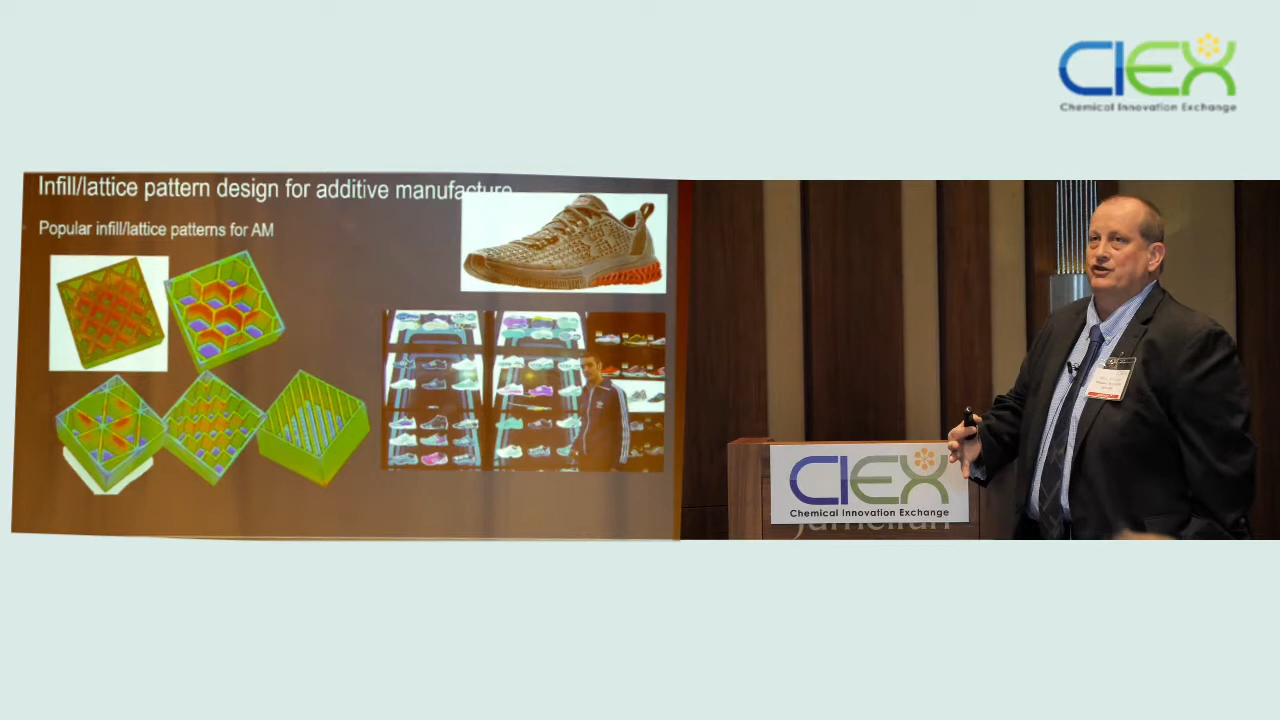 CIEX
Chemical Innovation Exchange
Infill/lattice pattern design for additive manufacture
Popular infill/lattice patterns for AM
CIEX
Chemical Innovation Exchange
Jumeirah